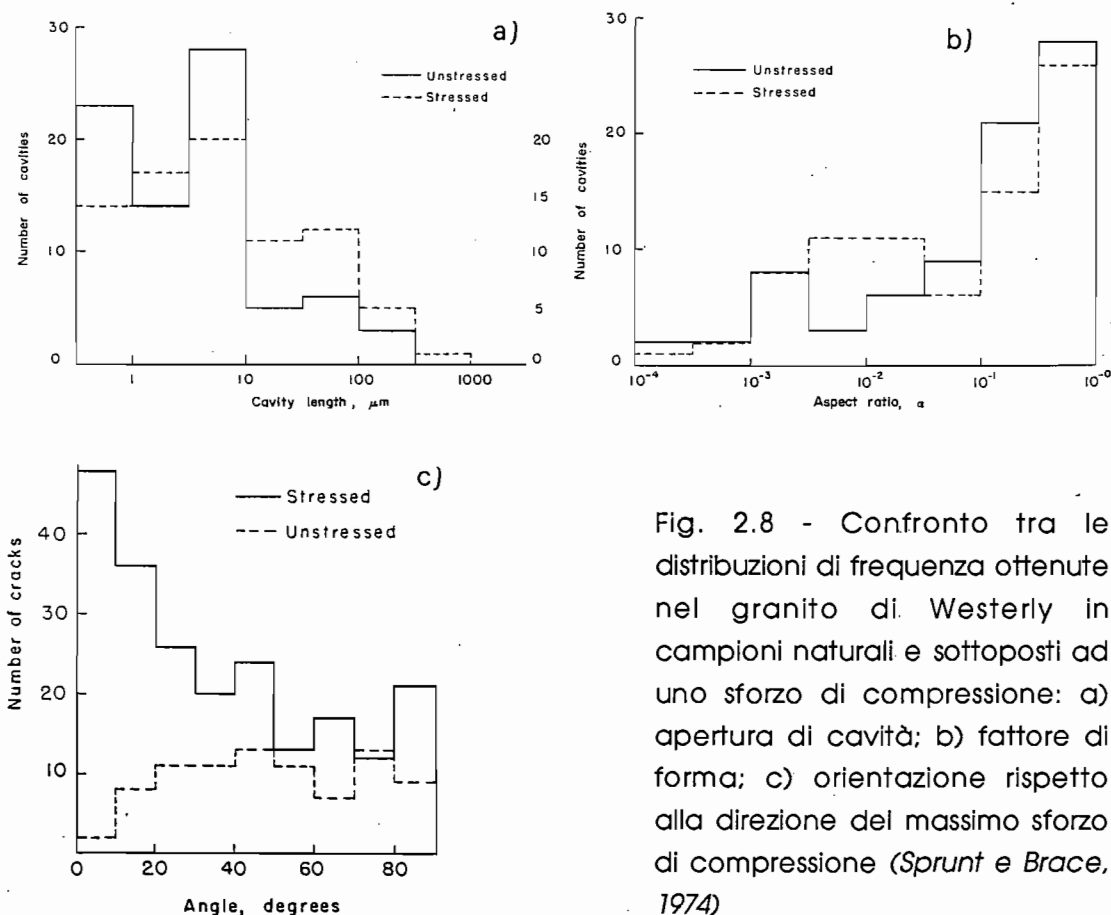 a)
30
20
10
0
Number of cavities
Unstressed
Stressed
20
15
10
5
0
1 10 100 1000
Cavity length, μm
b)
30
20
10
0
Number of cavities
Unstressed
Stressed
10⁻⁴ 10⁻³ 10⁻² 10⁻¹ 10⁻⁰
Aspect ratio, α
c)
40
30
20
10
Number of cracks
Stressed
Unstressed
0 20 40 60 80
Angle, degrees
Fig. 2.8 - Confronto tra le
distribuzioni di frequenza ottenute
nel granito di Westerly in
campioni naturali e sottoposti ad
uno sforzo di compressione: a)
apertura di cavità; b) fattore di
forma; c) orientazione rispetto
alla direzione del massimo sforzo
di compressione (Sprunt e Brace,
1974)